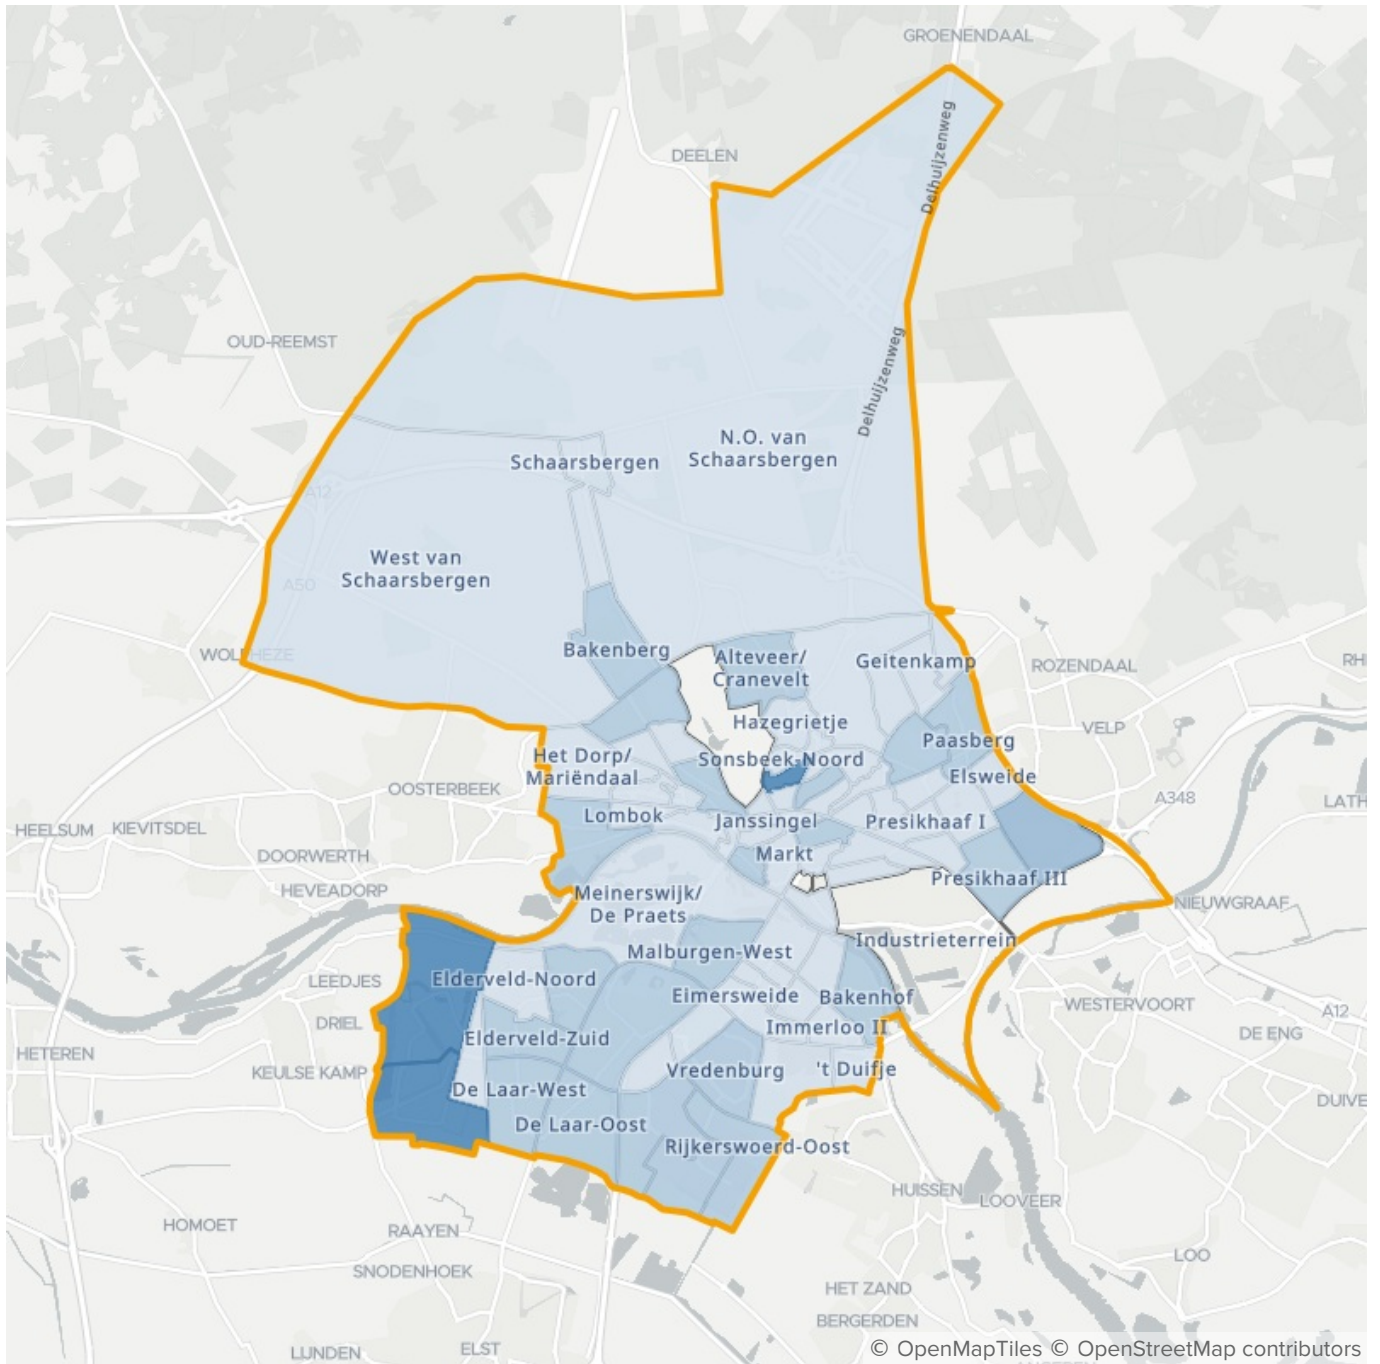 GROENENDAAL
Delhuijzenweg
DEELEN
OUD-REEMST
Delhuijzenweg
N.O. van
Schaarsbergen
Schaarsbergen
A12
West van
Schaarsbergen
A50
WOLFHEZE
Bakenberg
Alteveer/
Cranevelt
Geitenkamp
ROZENDAAL
Hazegrietje
VELP
Paasberg
Het Dorp/
Mariëndaal
Sonsbeek-Noord
Elsweide
OOSTERBEEK
A348
Lombok
Janssingel
Presikhaaf I
HEELSUM
KIEVITSDEL
DOORWERTH
Markt
HEVEADORP
Presikhaaf III
Meinerswijk/
De Praets
NIEUWGRAAF
Industrieterrein
Malburgen-West
LEEDJES
Elderveld-Noord
Eimersweide
Bakenhof
WESTERVOORT
A12
DRIEL
Immerloo II
DE ENG
Elderveld-Zuid
HETEREN
KEULSE KAMP
Vredenburg
't Duifje
De Laar-West
DUIVE
De Laar-Oost
Rijkerswoerd-Oost
HUISSEN
LOOVEER
HOMOET
RAAYEN
LOO
SNODENHOEK
HET ZAND
BERGERDEN
LUNDEN
ELST
© OpenMapTiles © OpenStreetMap contributors